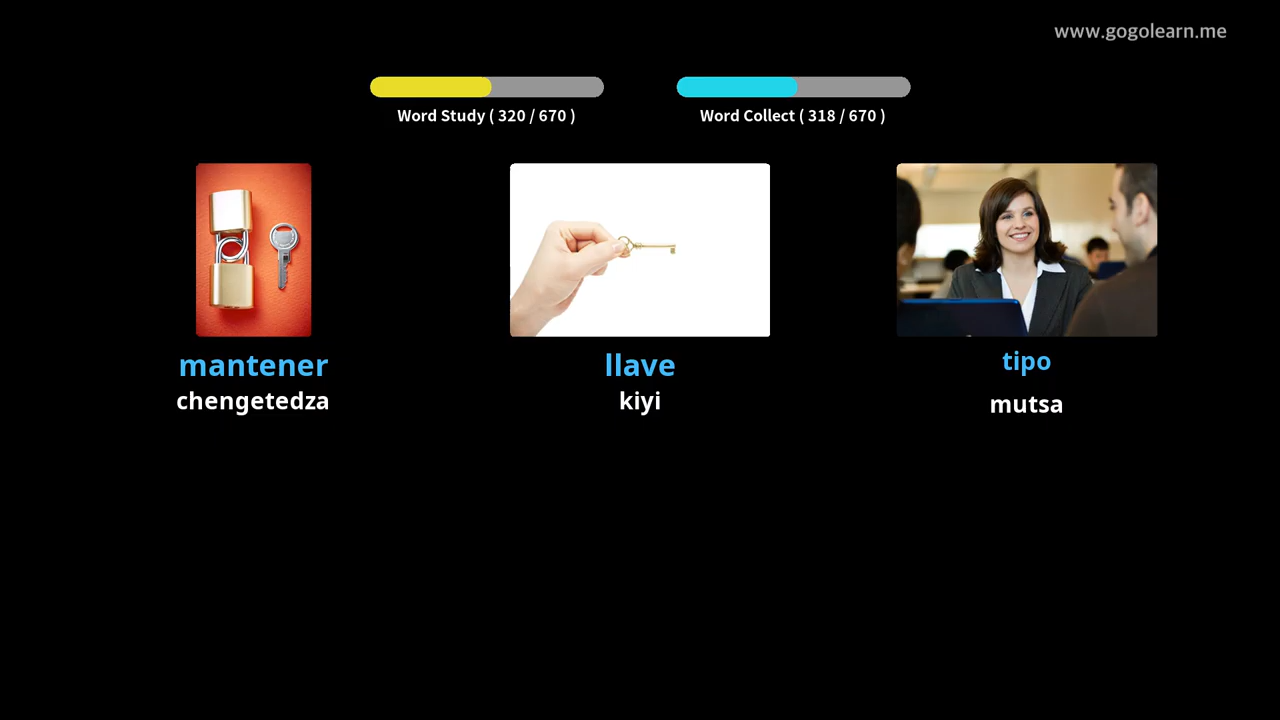 www.gogolearn.me
Word Study ( 320 / 670 )
Word Collect ( 318 / 670 )
mantener
chengetedza
llave
kiyi
tipo
mutsa